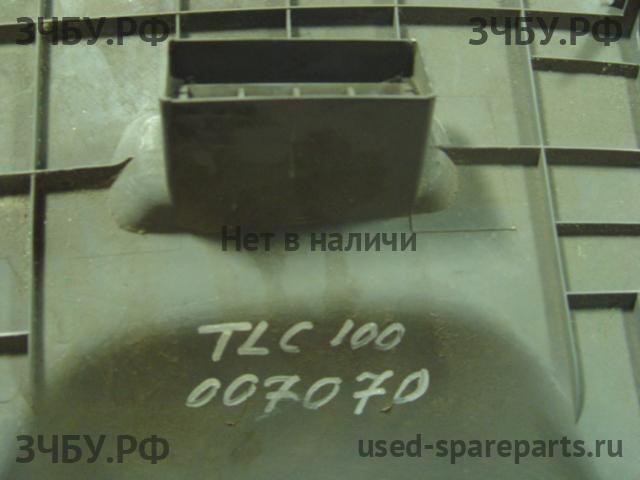 ЗЧБУ.РФ ЗЧБУ.РФ
Нет в наличи
TLC 100
007070
ЗЧБУ.РФ used-spareparts.ru